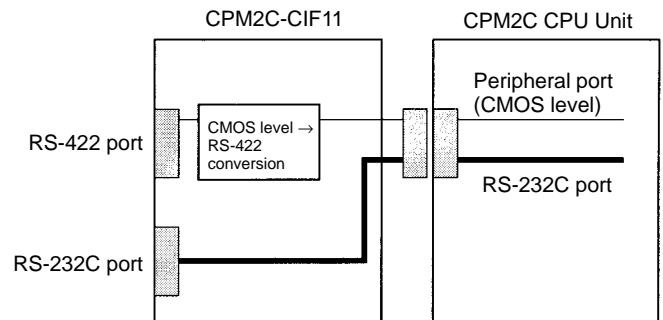 CPM2C-CIF11
CPM2C CPU Unit
Peripheral port
(CMOS level)
CMOS level →
RS-422
conversion
RS-422 port
RS-232C port
RS-232C port